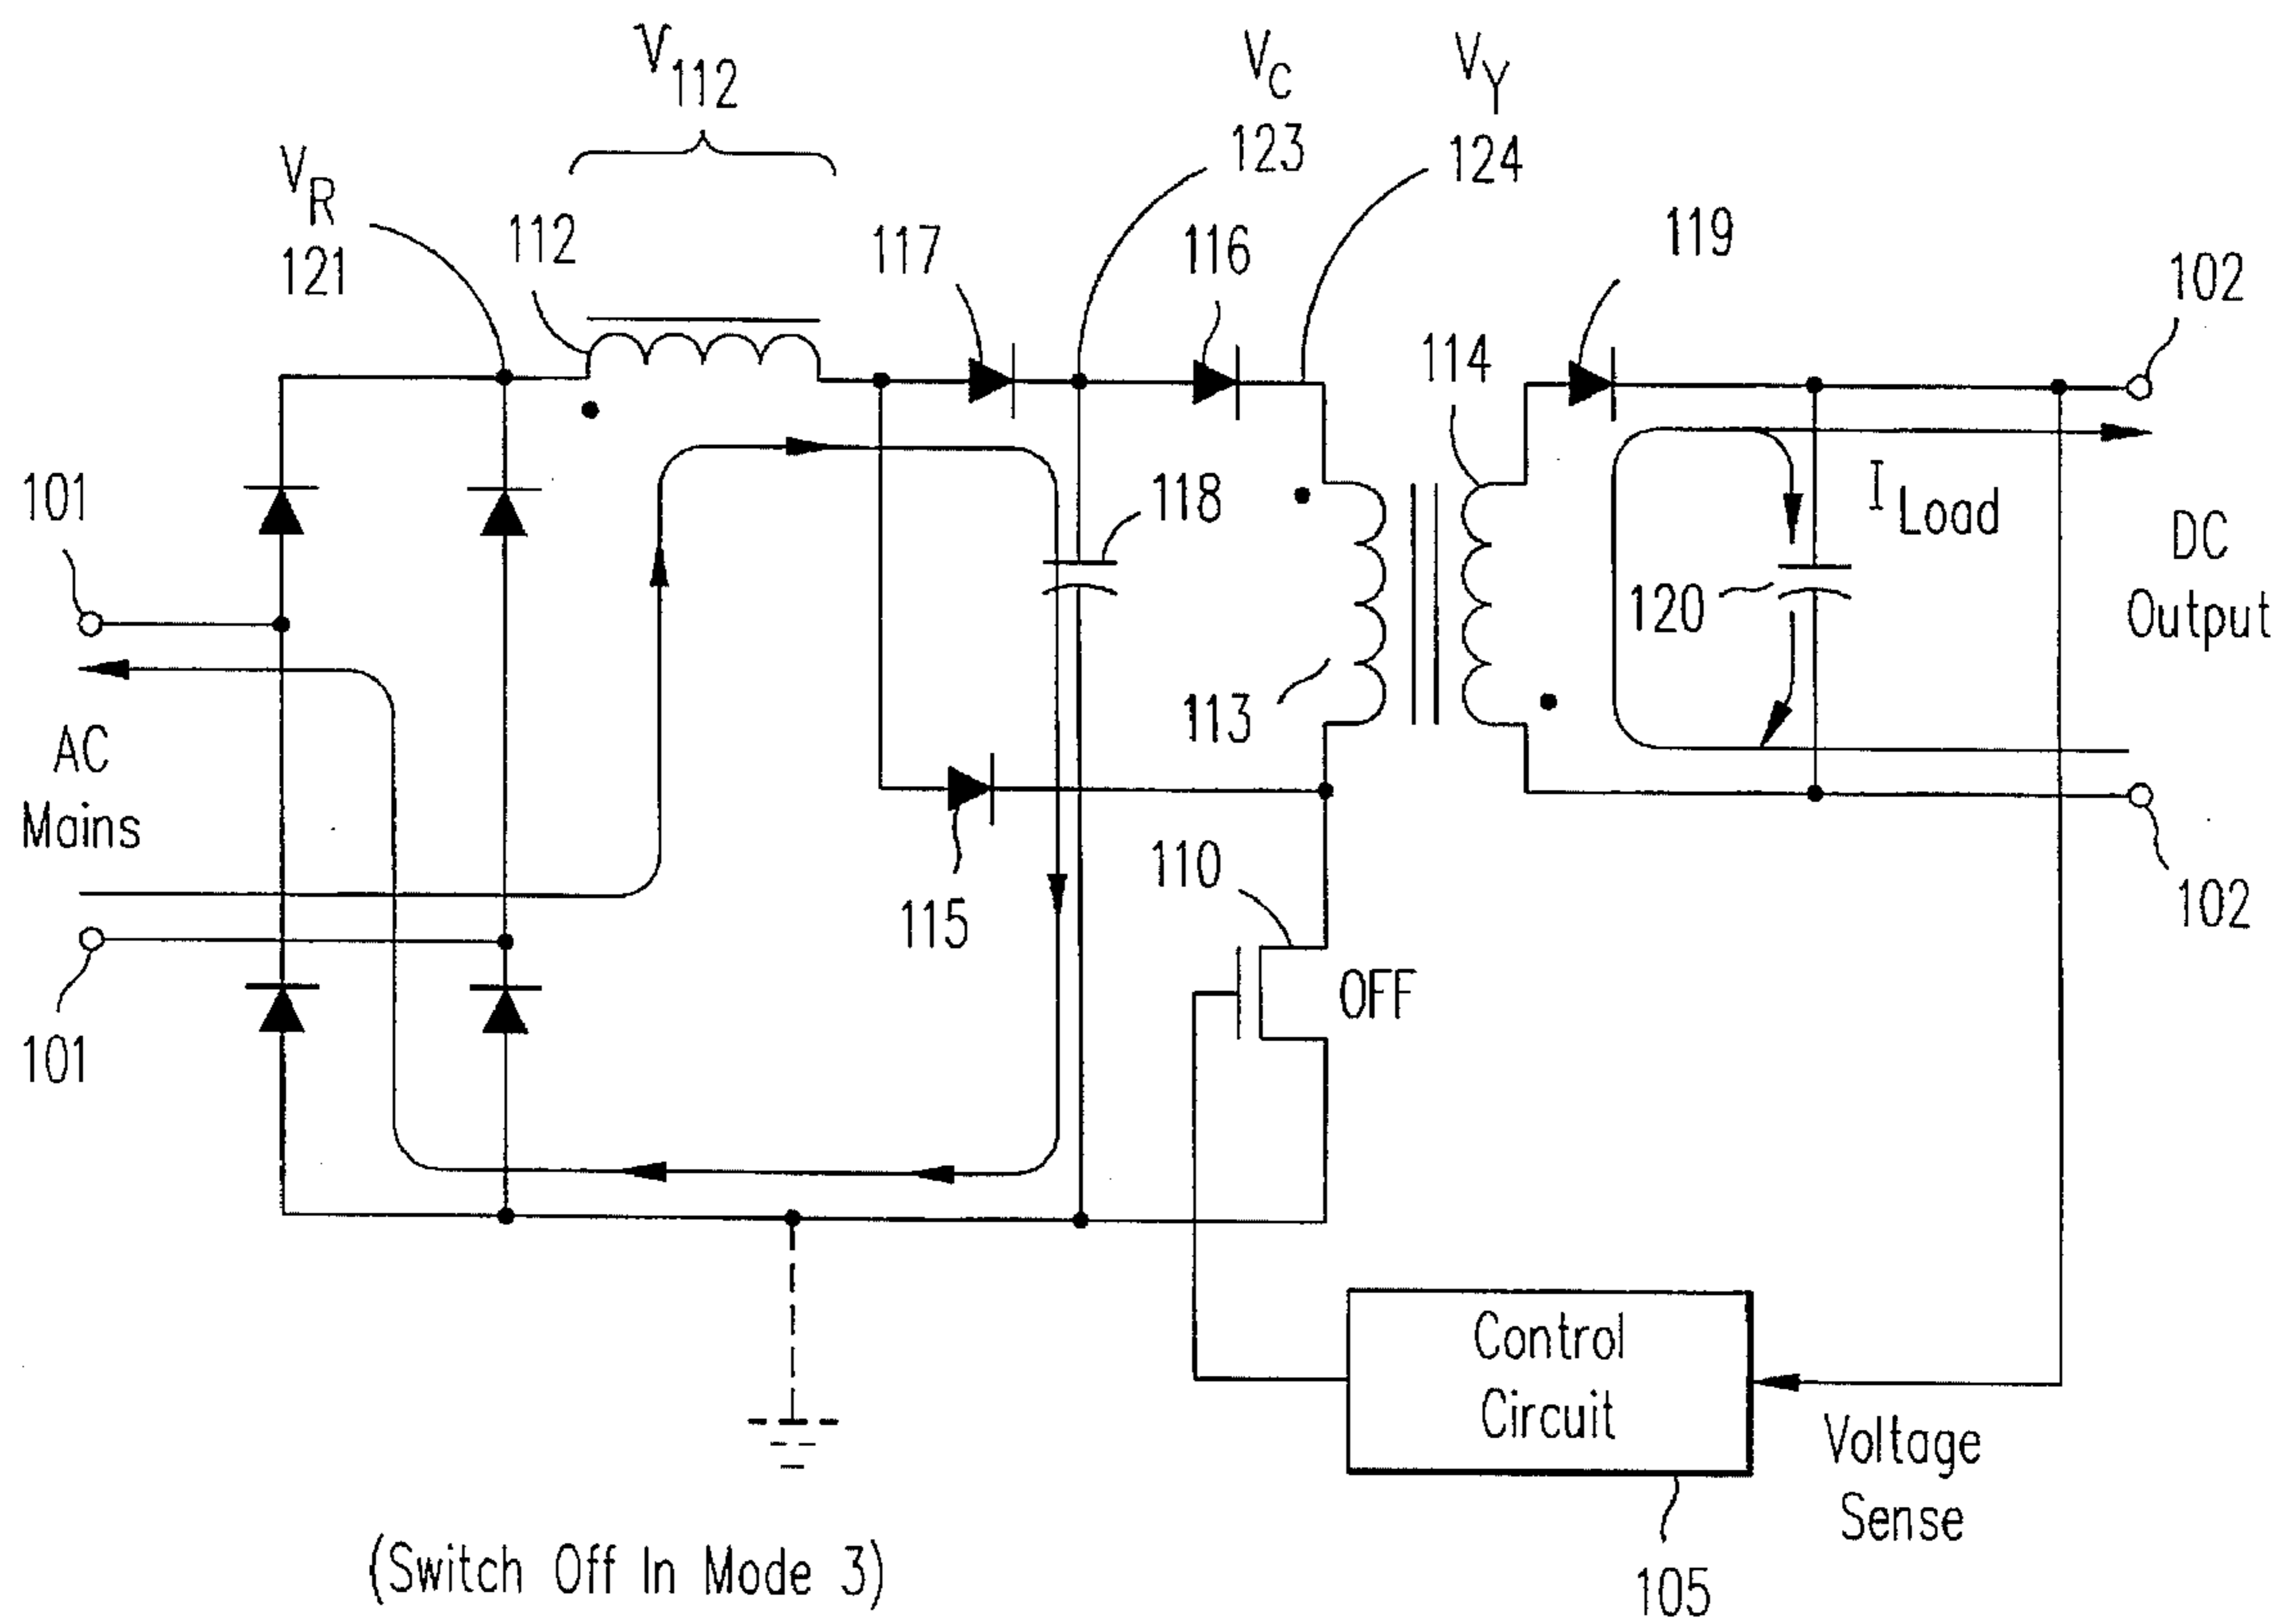 V112
VC
123
VY
124
VR
121
112
117
116
119
102
114
101
118
ILoad
DC
Output
120
113
AC
Mains
110
115
102
OFF
101
Control
Circuit
Voltage
Sense
(Switch Off In Mode 3)
105